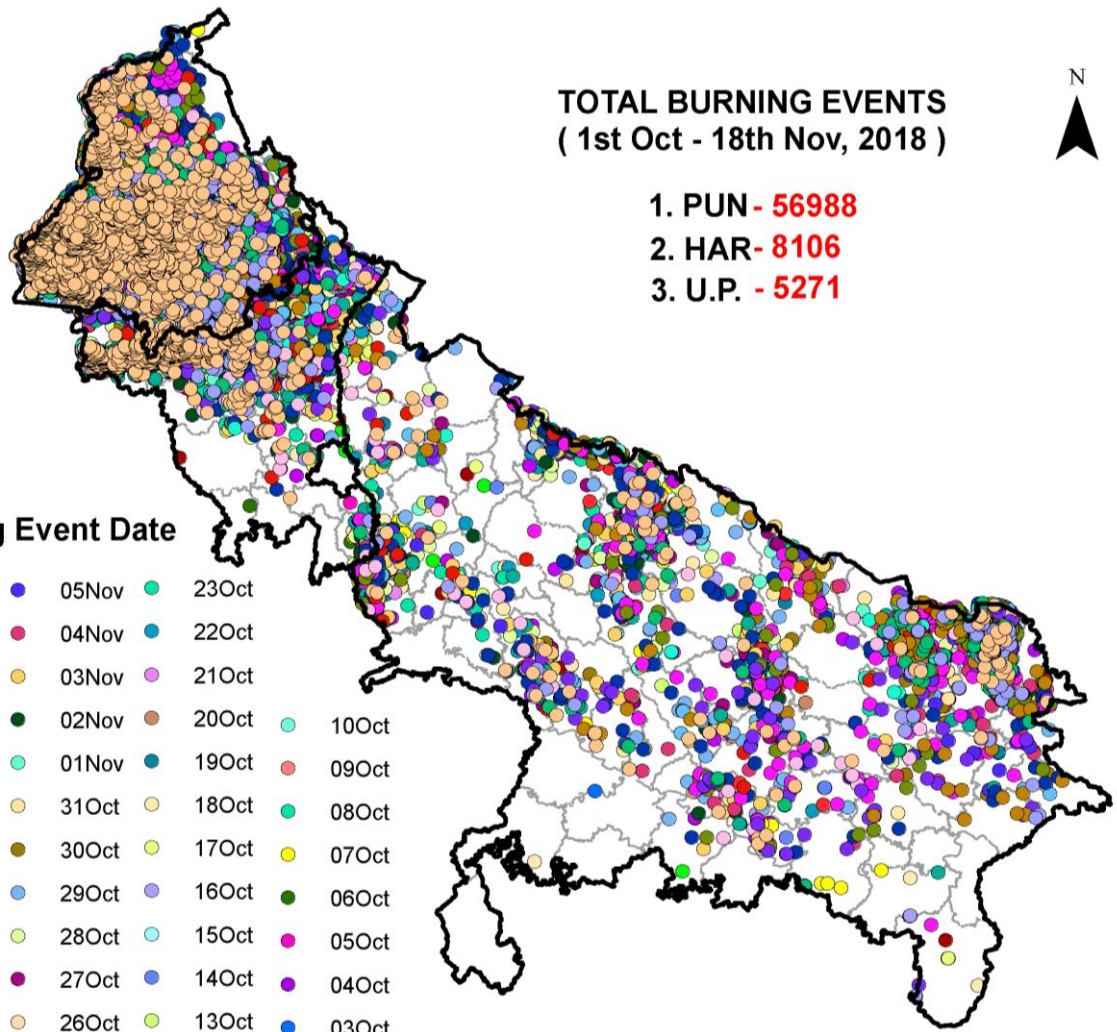 N
TOTAL BURNING EVENTS
( 1st Oct - 18th Nov, 2018 )
1. PUN - 56988
2. HAR - 8106
3. U.P. - 5271
Event Date
05Nov
04Nov
03Nov
02Nov
01Nov
31Oct
30Oct
29Oct
28Oct
27Oct
26Oct
23Oct
22Oct
21Oct
20Oct
19Oct
18Oct
17Oct
16Oct
15Oct
14Oct
13Oct
10Oct
09Oct
08Oct
07Oct
06Oct
05Oct
04Oct
03Oct